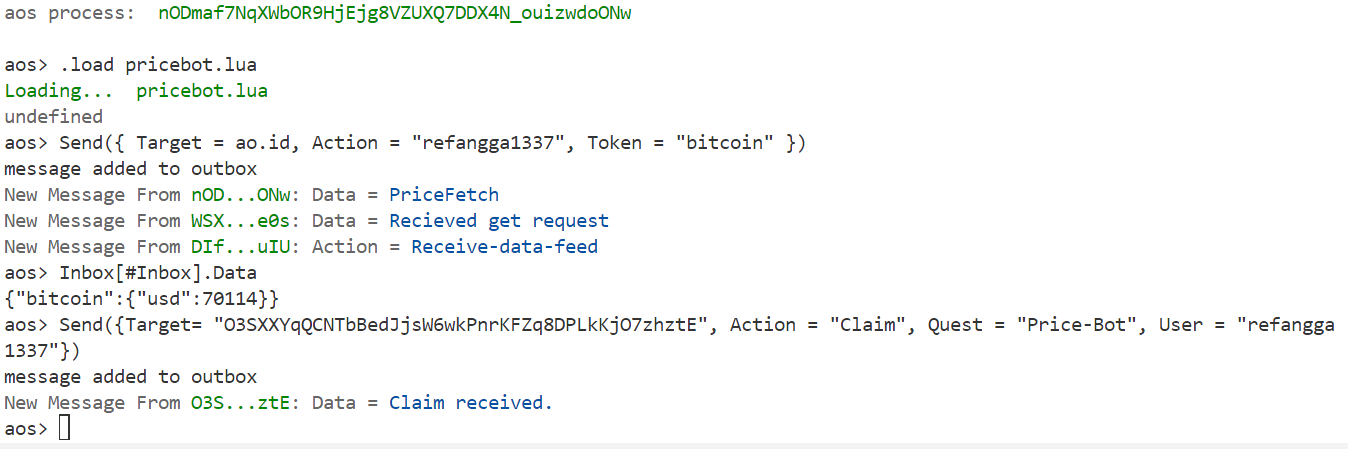 aos process:  nODmaf7NqXWbOR9HjEjg8VZUXQ7DDX4N_ouizwdoONw
aos> .load pricebot.lua
Loading...  pricebot.lua
undefined
aos> Send({ Target = ao.id, Action = "refangga1337", Token = "bitcoin" })
message added to outbox
New Message From nOD...ONw: Data = PriceFetch
New Message From WSX...e0s: Data = Recieved get request
New Message From DIf...uIU: Action = Receive-data-feed
aos> Inbox[#Inbox].Data
{"bitcoin":{"usd":70114}}
aos> Send({Target= "O3SXXYqQCNTbBedJjsW6wkPnrKFZq8DPLkKjO7zhztE", Action = "Claim", Quest = "Price-Bot", User = "refangga
1337"})
message added to outbox
New Message From O3S...ztE: Data = Claim received.
aos>